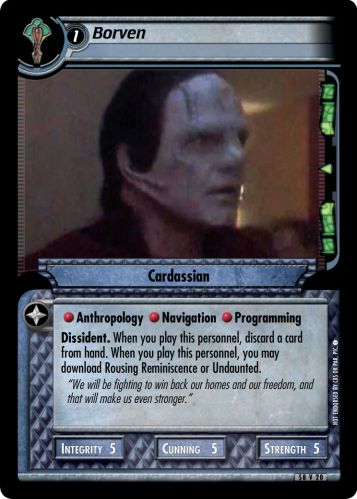 1 Borven
Cardassian
Anthropology Navigation Programming
Dissident. When you play this personnel, discard a card
from hand. When you play this personnel, you may
download Rousing Reminiscence or Undaunted.
"We will be fighting to win back our homes and our freedom, and
that will make us even stronger."
INTEGRITY 5 CUNNING 5 STRENGTH 5
58 V 20